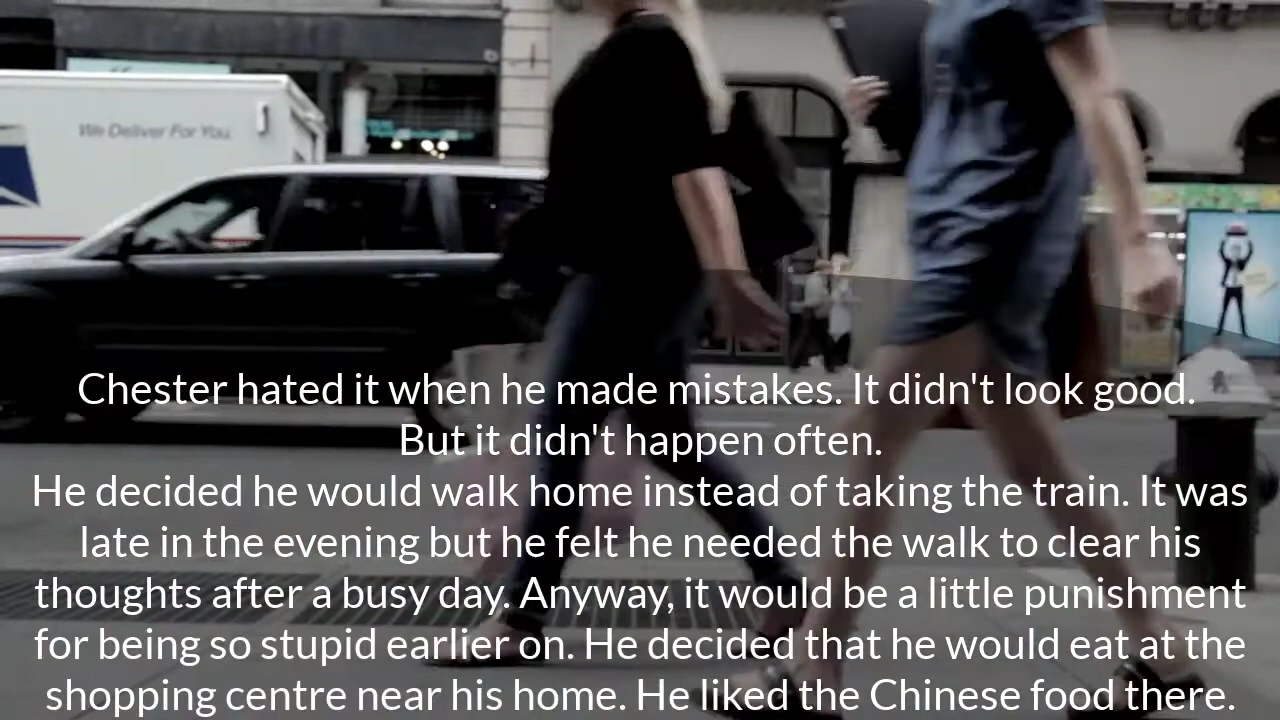 We Deliver For You.
Chester hated it when he made mistakes. It didn't look good.
But it didn't happen often.
He decided he would walk home instead of taking the train. It was
late in the evening but he felt he needed the walk to clear his
thoughts after a busy day. Anyway, it would be a little punishment
for being so stupid earlier on. He decided that he would eat at the
shopping centre near his home. He liked the Chinese food there.